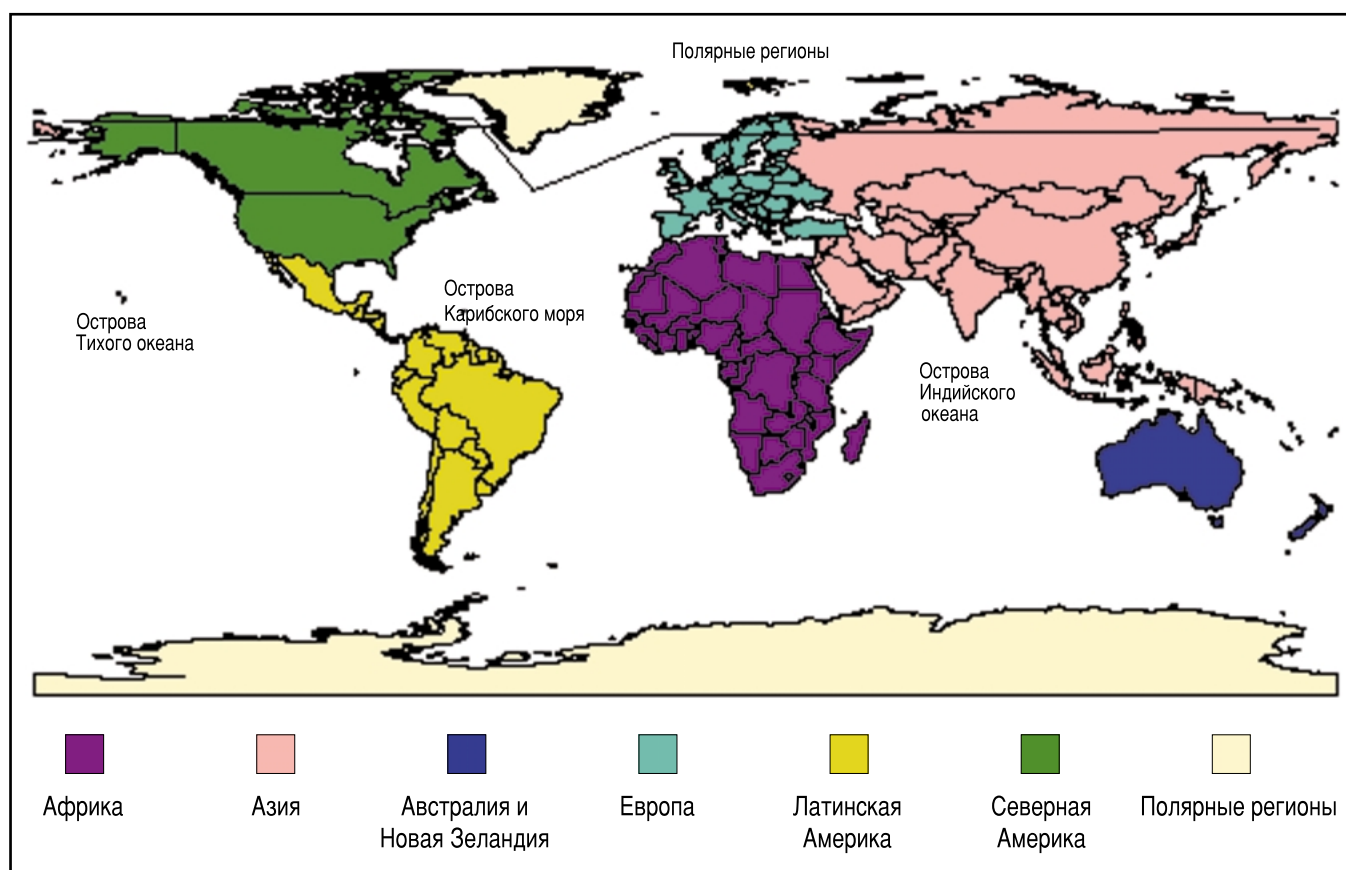 Полярные регионы
Острова
Карибского моря
Острова
Тихого океана
Острова
Индийского
океана
Африка
Азия
Австралия и
Новая Зеландия
Европа
Латинская
Америка
Северная
Америка
Полярные регионы